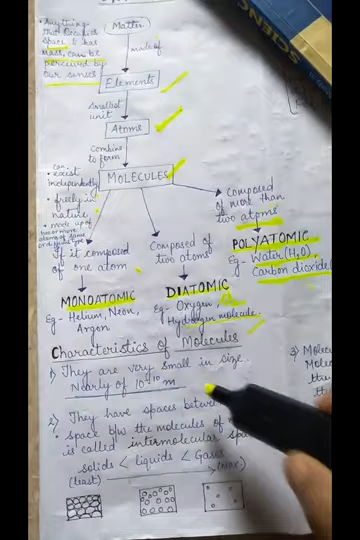 • Anything
that Occupies
space & has
mass, can be
perceived by
our senses
Matter
made of
Elements
Smallest
unit
Atoms
Combine
to form
MOLECULES
• can
exist
independently
• freely in
nature
• made up of
two or more
atoms of same
or different type
If it composed
of one atom
MONOATOMIC
Eg- Helium, Neon,
Argon
Composed of
two atoms
DIATOMIC
Eg- Oxygen,
Hydrogen molecule
Composed
of more than
two atoms
POLYATOMIC
Eg- Water (H₂O),
Carbon dioxide
Characteristics of Molecules
1) They are very small in size.
Nearly of 10⁻¹⁰ m
2) They have spaces between
• space b/w the molecules of
is called intermolecular
solids < liquids < Gases
(least) (max.)
3) Molecu
Molec
SCIENCE